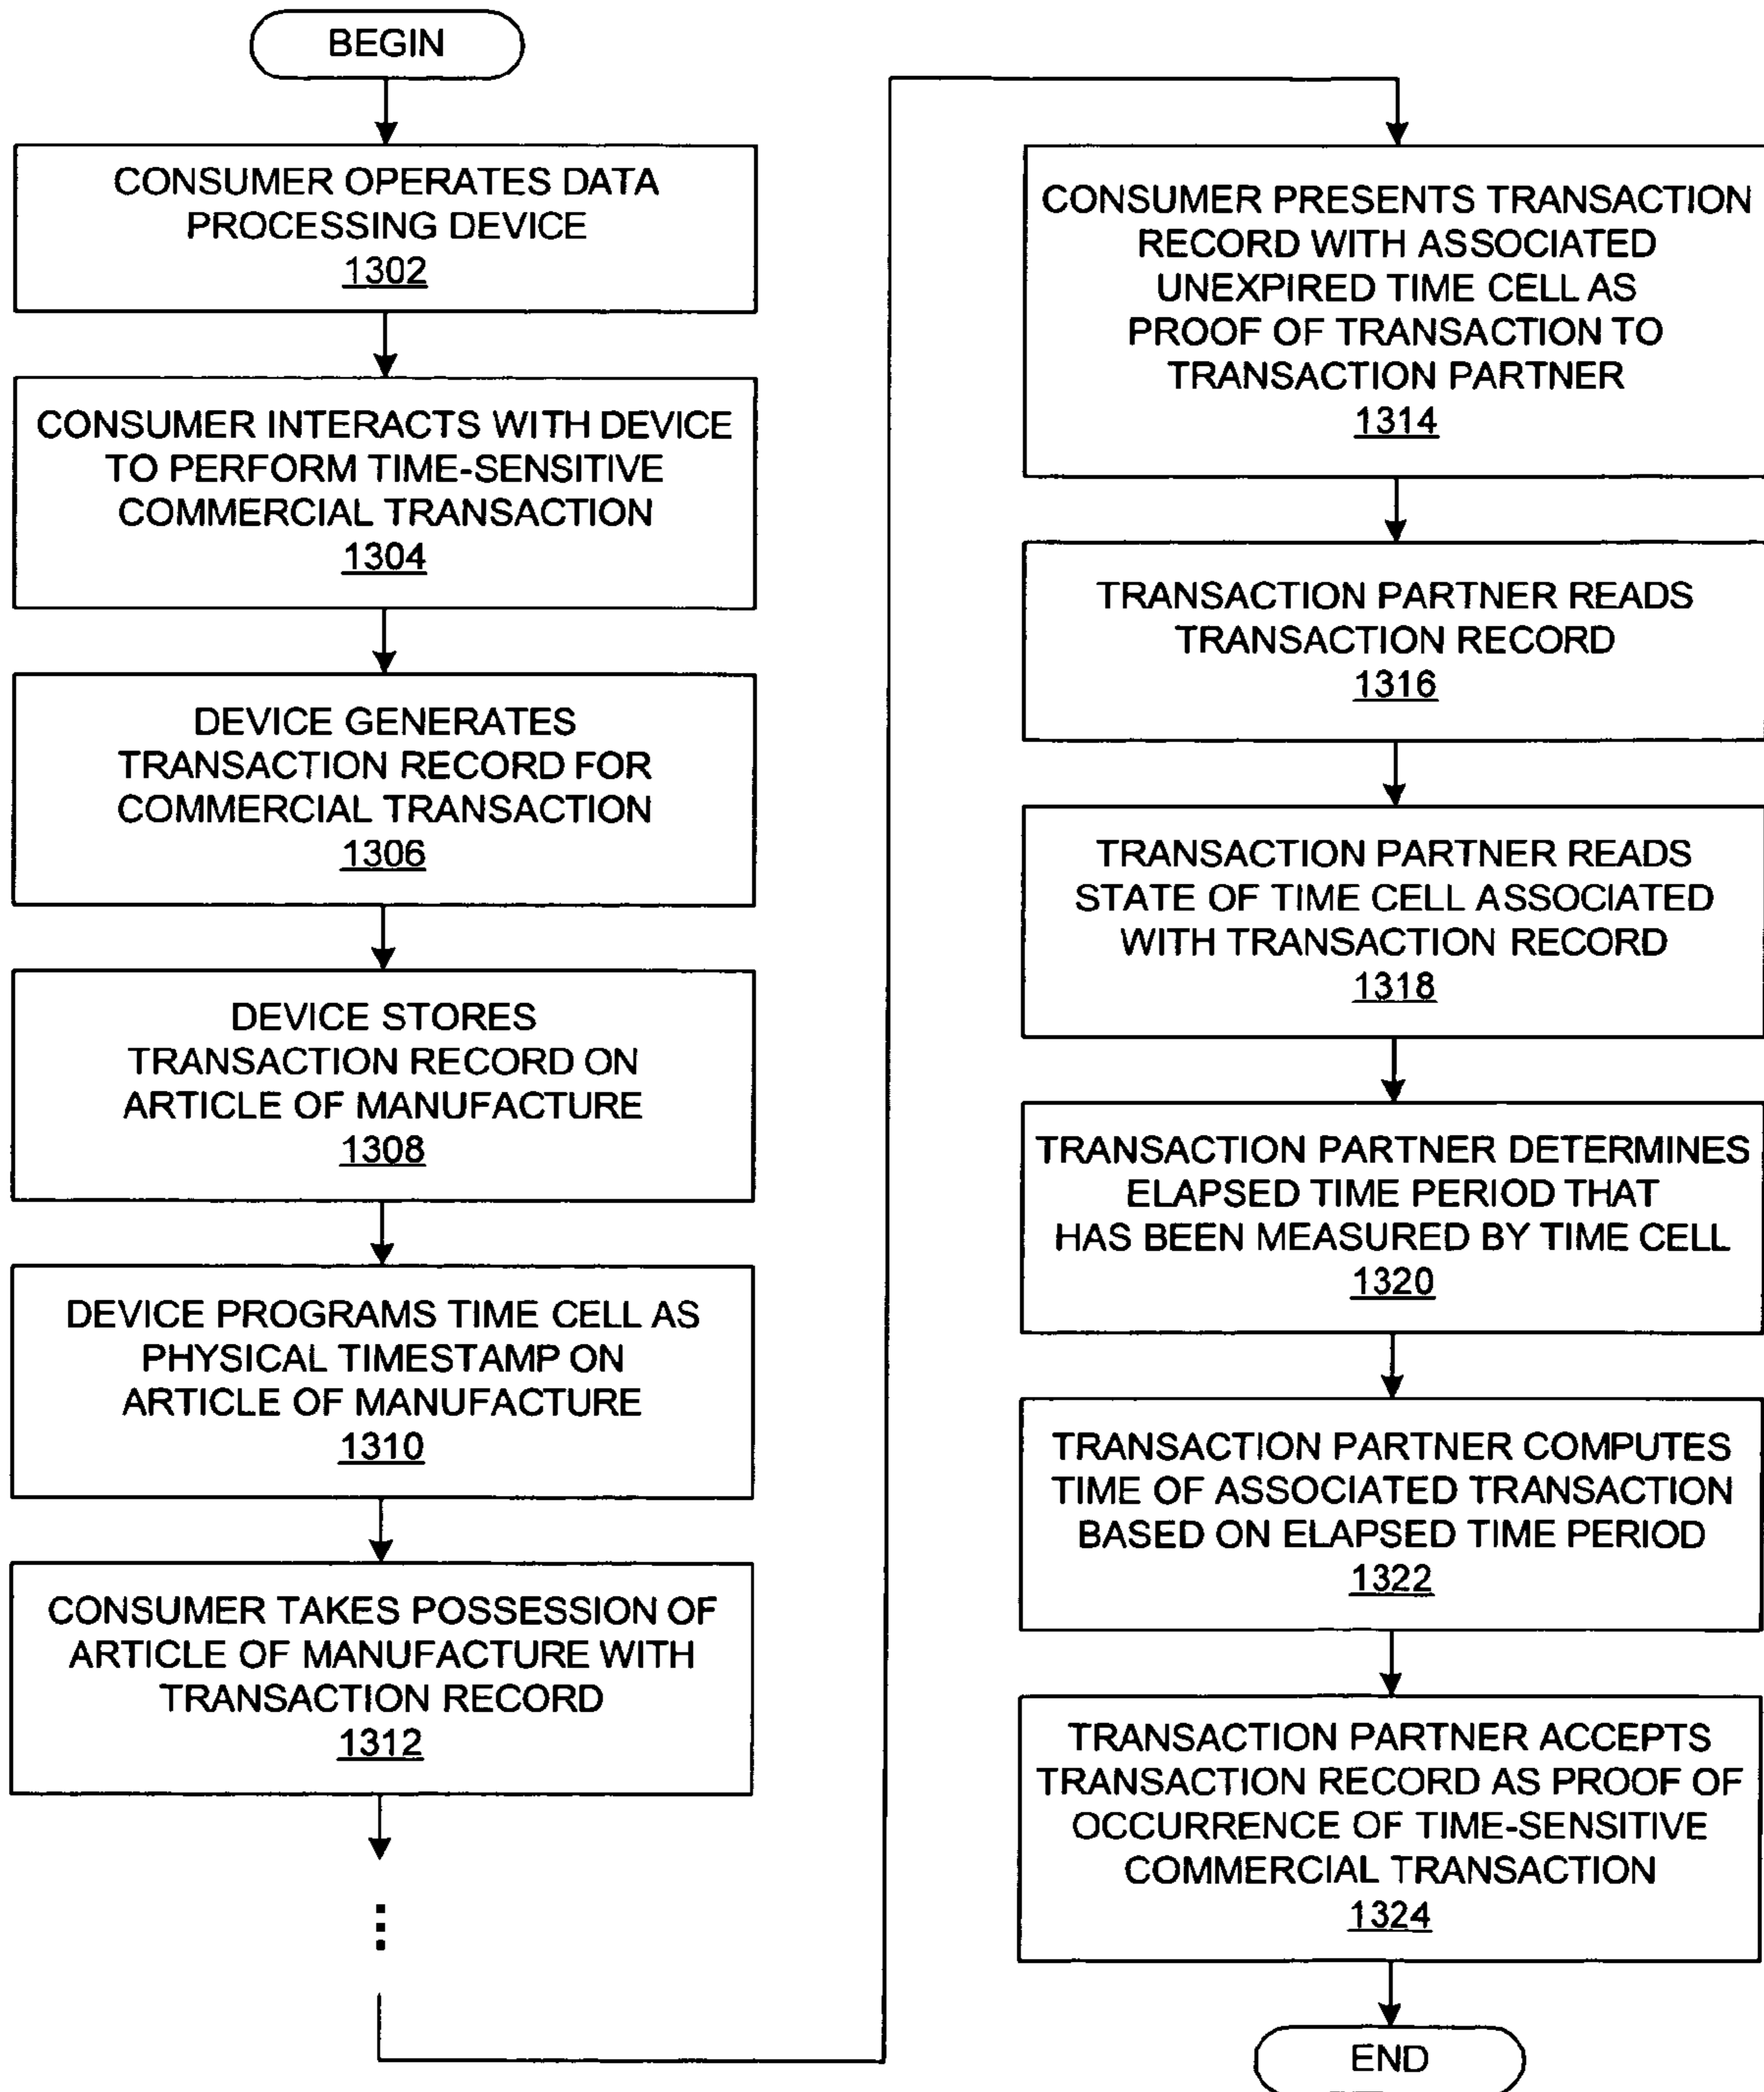 BEGIN
CONSUMER OPERATES DATA
PROCESSING DEVICE
1302
CONSUMER INTERACTS WITH DEVICE
TO PERFORM TIME-SENSITIVE
COMMERCIAL TRANSACTION
1304
DEVICE GENERATES
TRANSACTION RECORD FOR
COMMERCIAL TRANSACTION
1306
DEVICE STORES
TRANSACTION RECORD ON
ARTICLE OF MANUFACTURE
1308
DEVICE PROGRAMS TIME CELL AS
PHYSICAL TIMESTAMP ON
ARTICLE OF MANUFACTURE
1310
CONSUMER TAKES POSSESSION OF
ARTICLE OF MANUFACTURE WITH
TRANSACTION RECORD
1312
CONSUMER PRESENTS TRANSACTION
RECORD WITH ASSOCIATED
UNEXPIRED TIME CELL AS
PROOF OF TRANSACTION TO
TRANSACTION PARTNER
1314
TRANSACTION PARTNER READS
TRANSACTION RECORD
1316
TRANSACTION PARTNER READS
STATE OF TIME CELL ASSOCIATED
WITH TRANSACTION RECORD
1318
TRANSACTION PARTNER DETERMINES
ELAPSED TIME PERIOD THAT
HAS BEEN MEASURED BY TIME CELL
1320
TRANSACTION PARTNER COMPUTES
TIME OF ASSOCIATED TRANSACTION
BASED ON ELAPSED TIME PERIOD
1322
TRANSACTION PARTNER ACCEPTS
TRANSACTION RECORD AS PROOF OF
OCCURRENCE OF TIME-SENSITIVE
COMMERCIAL TRANSACTION
1324
END